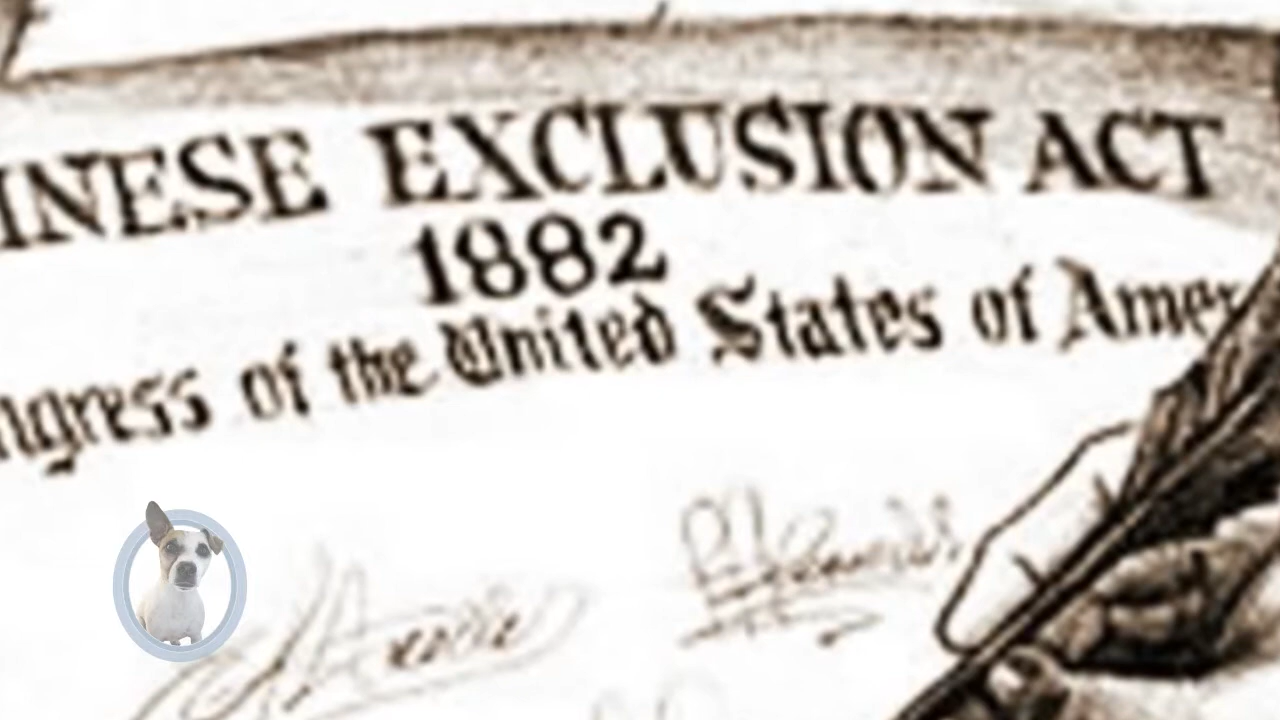 INESE EXCLUSION ACT
1882
ngress of the United States of Amer